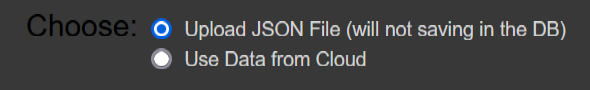 Choose: Upload JSON File (will not saving in the DB)
Use Data from Cloud